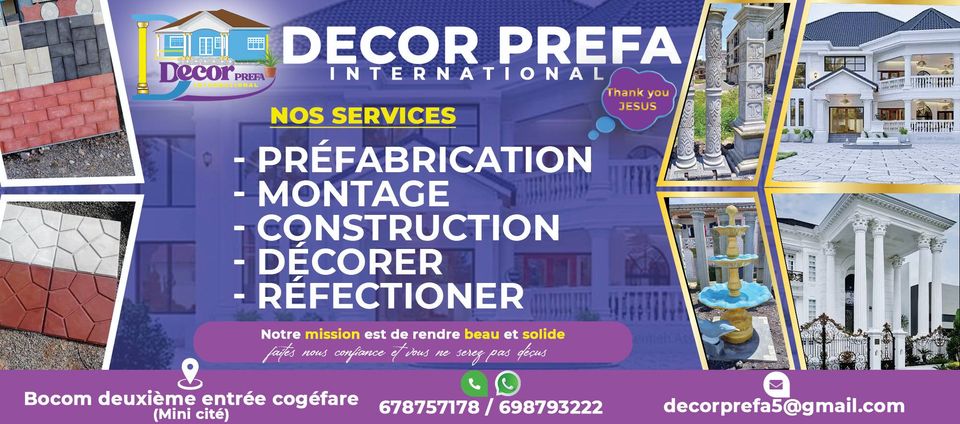 Decor PREFA
INTERNATIONAL
DECOR PREFA
INTERNATIONAL
Thank you
JESUS
NOS SERVICES
- PRÉFABRICATION
- MONTAGE
- CONSTRUCTION
- DÉCORER
- RÉFECTIONER
Notre mission est de rendre beau et solide
faites nous confiance et vous ne serez pas déçus
Bocom deuxième entrée cogéfare
(Mini cité)
678757178 / 698793222
decorprefa5@gmail.com